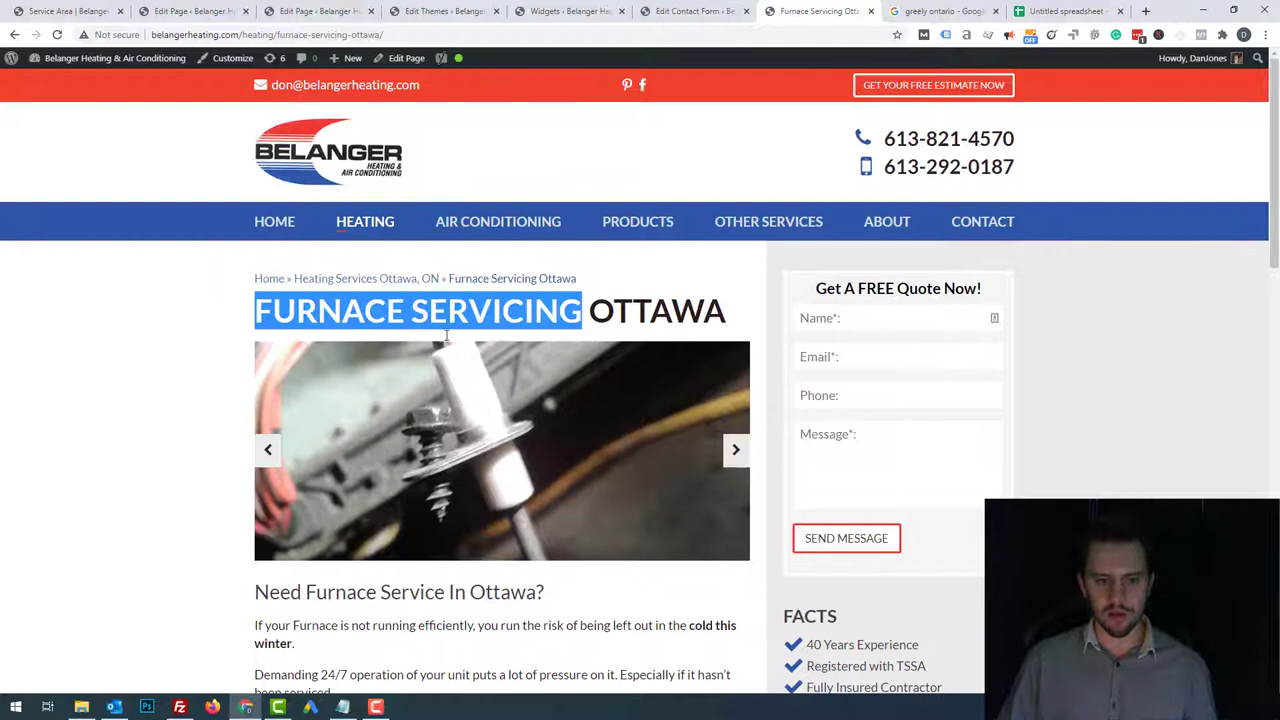 Service Area ‹ Belanger H
Edit Page ‹ Belanger He
Edit Page ‹ Belanger He
Edit Themes ‹ Belanger
Widgets ‹ Belanger He
Edit Contact Form ‹ Be
Furnace Servicing Otta
greely ontario - Google
Untitled spreadsheet -
Not secure | belangerheating.com/heating/furnace-servicing-ottawa/
Belanger Heating & Air Conditioning Customize 6 0 New Edit Page Howdy, DanJones
don@belangerheating.com
GET YOUR FREE ESTIMATE NOW
BELANGER
HEATING &
AIR CONDITIONING
613-821-4570
613-292-0187
HOME HEATING AIR CONDITIONING PRODUCTS OTHER SERVICES ABOUT CONTACT
Home » Heating Services Ottawa, ON » Furnace Servicing Ottawa
FURNACE SERVICING OTTAWA
Need Furnace Service In Ottawa?
If your Furnace is not running efficiently, you run the risk of being left out in the cold this
winter.
Demanding 24/7 operation of your unit puts a lot of pressure on it. Especially if it hasn't
been serviced
Get A FREE Quote Now!
Name*:
Email*:
Phone:
Message*:
SEND MESSAGE
FACTS
40 Years Experience
Registered with TSSA
Fully Insured Contractor